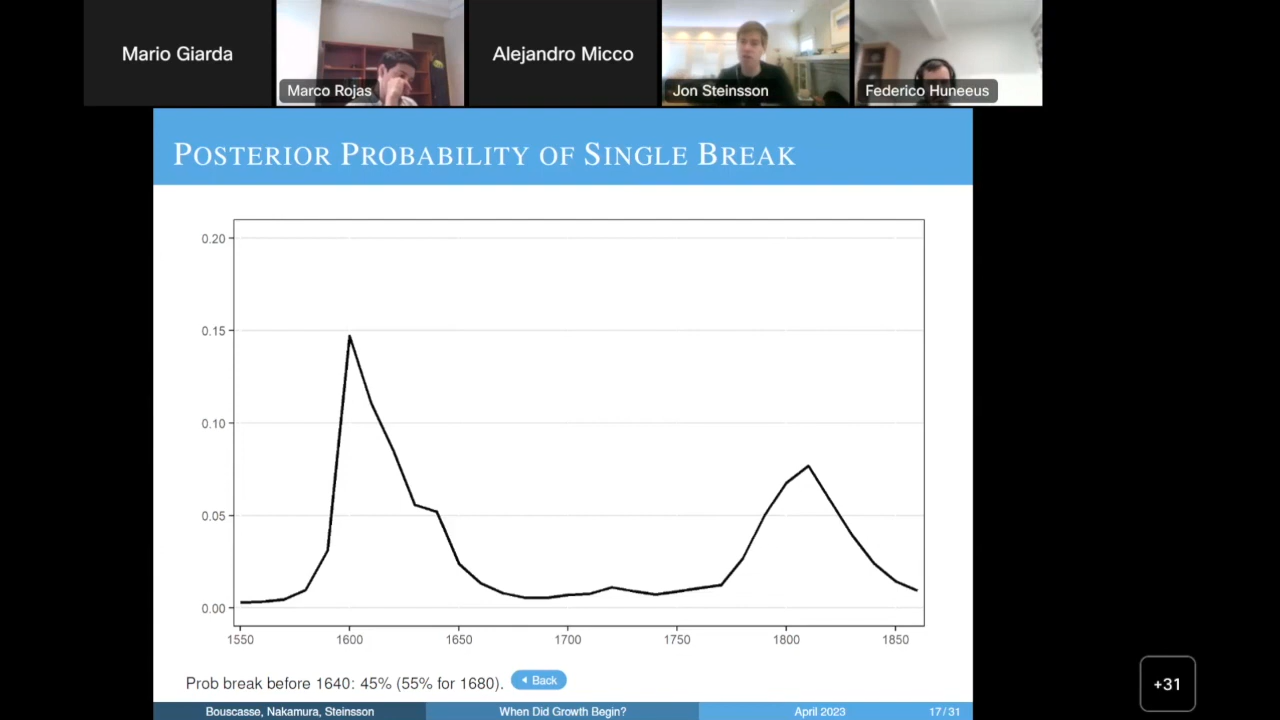 Mario Giarda
Marco Rojas
Alejandro Micco
Jon Steinsson
Federico Huneeus
POSTERIOR PROBABILITY OF SINGLE BREAK
0.20
0.15
0.10
0.05
0.00
1550 1600 1650 1700 1750 1800 1850
Prob break before 1640: 45% (55% for 1680). Back
Bouscasse, Nakamura, Steinsson When Did Growth Begin? April 2023 17/31
+31